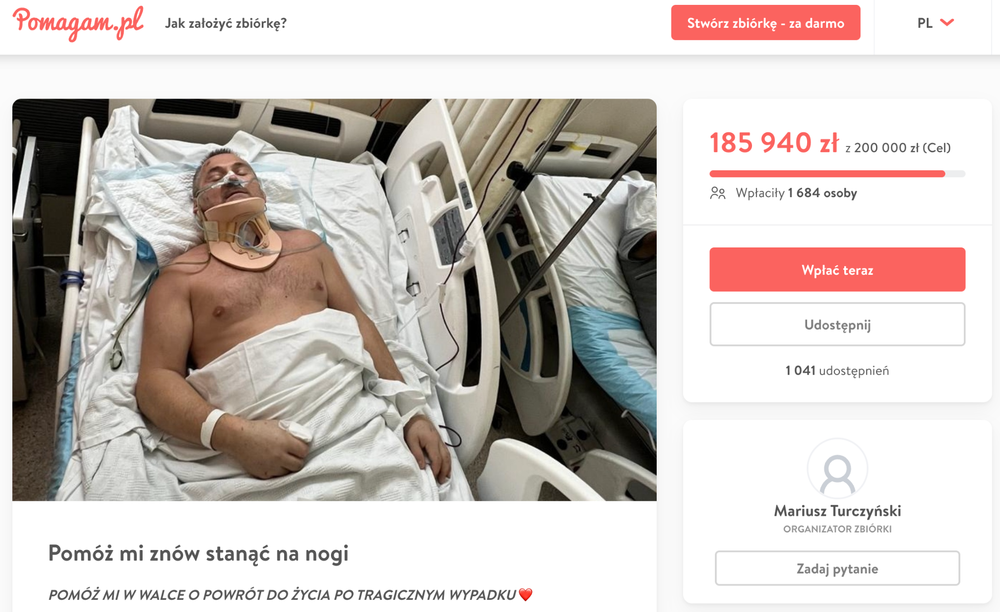 Pomagam.pl
Jak założyć zbiórkę?
Stwórz zbiórkę - za darmo
PL
185 940 zł z 200 000 zł (Cel)
Wpłaciły 1 684 osoby
Wpłać teraz
Udostępnij
1 041 udostępnień
Mariusz Turczyński
ORGANIZATOR ZBIÓRKI
Zadaj pytanie
Pomóż mi znów stanąć na nogi
POMÓŻ MI W WALCE O POWRÓT DO ŻYCIA PO TRAGICZNYM WYPADKU ❤️